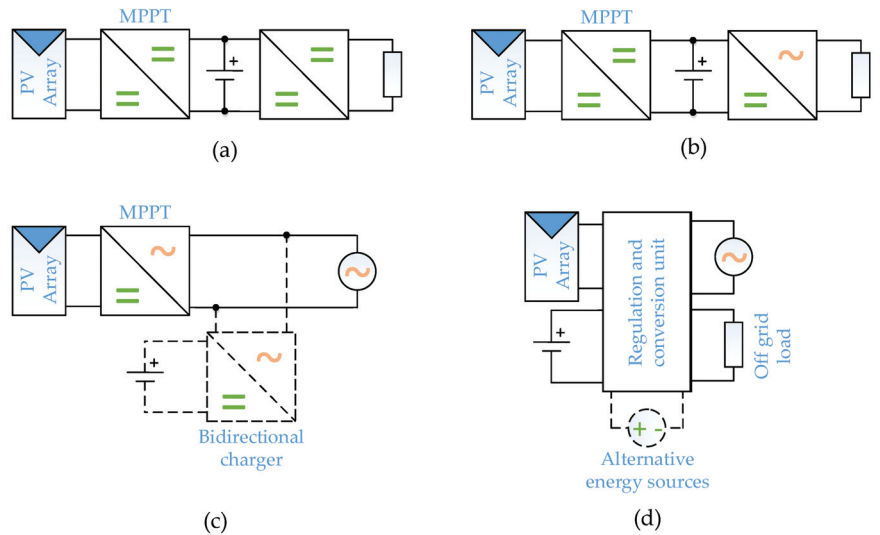 MPPT
PV
Array
+
(a)
MPPT
PV
Array
+
(b)
MPPT
PV
Array
+
Bidirectional
charger
(c)
PV
Array
+
Regulation and
conversion unit
Off grid
load
+ -
Alternative
energy sources
(d)